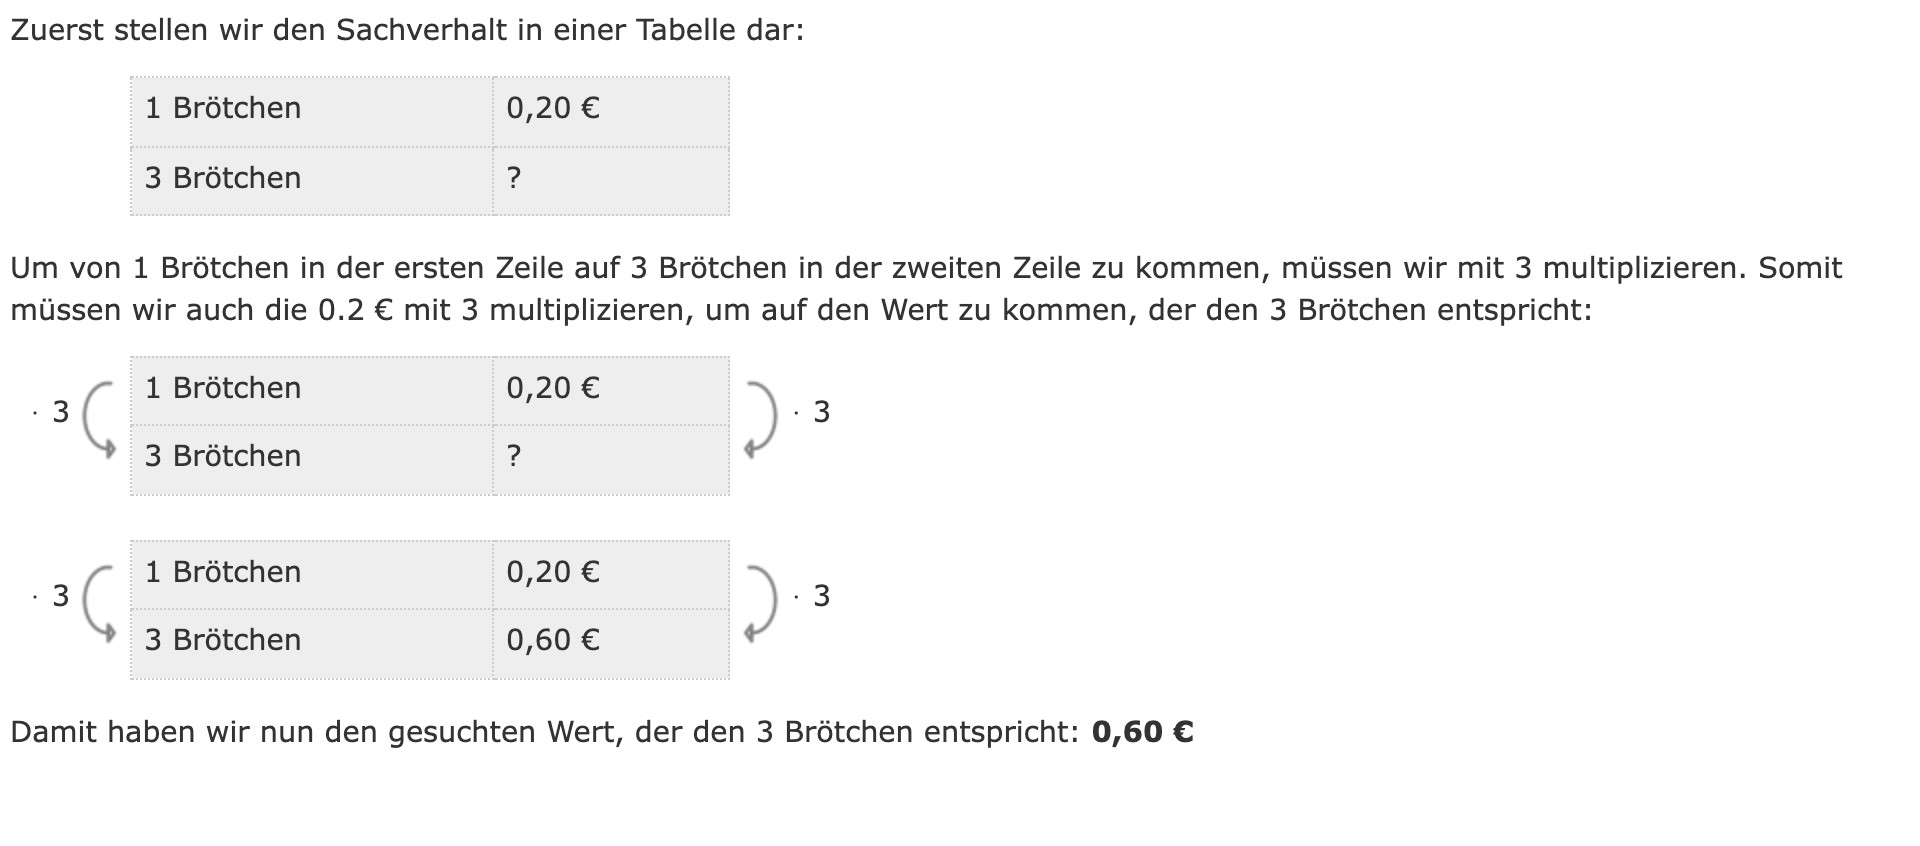 Zuerst stellen wir den Sachverhalt in einer Tabelle dar:
1 Brötchen 0,20 €
3 Brötchen ?
Um von 1 Brötchen in der ersten Zeile auf 3 Brötchen in der zweiten Zeile zu kommen, müssen wir mit 3 multiplizieren. Somit
müssen wir auch die 0.2 € mit 3 multiplizieren, um auf den Wert zu kommen, der den 3 Brötchen entspricht:
1 Brötchen 0,20 €
· 3 · 3
3 Brötchen ?
1 Brötchen 0,20 €
· 3 · 3
3 Brötchen 0,60 €
Damit haben wir nun den gesuchten Wert, der den 3 Brötchen entspricht: 0,60 €